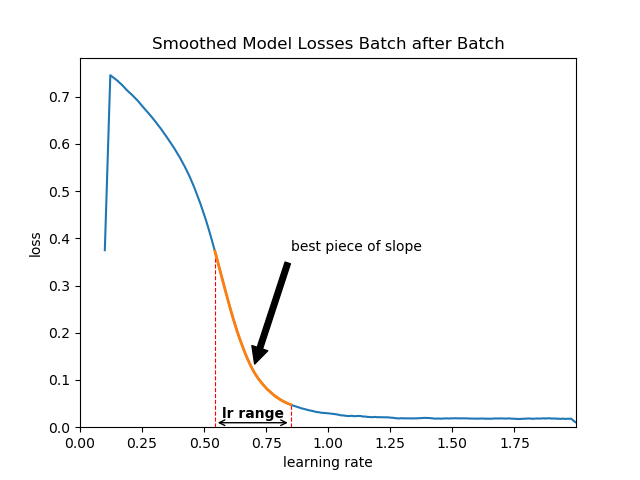 Smoothed Model Losses Batch after Batch
0.7
0.6
0.5
0.4
0.3
0.2
0.1
0.0
loss
best piece of slope
lr range
0.00 0.25 0.50 0.75 1.00 1.25 1.50 1.75
learning rate